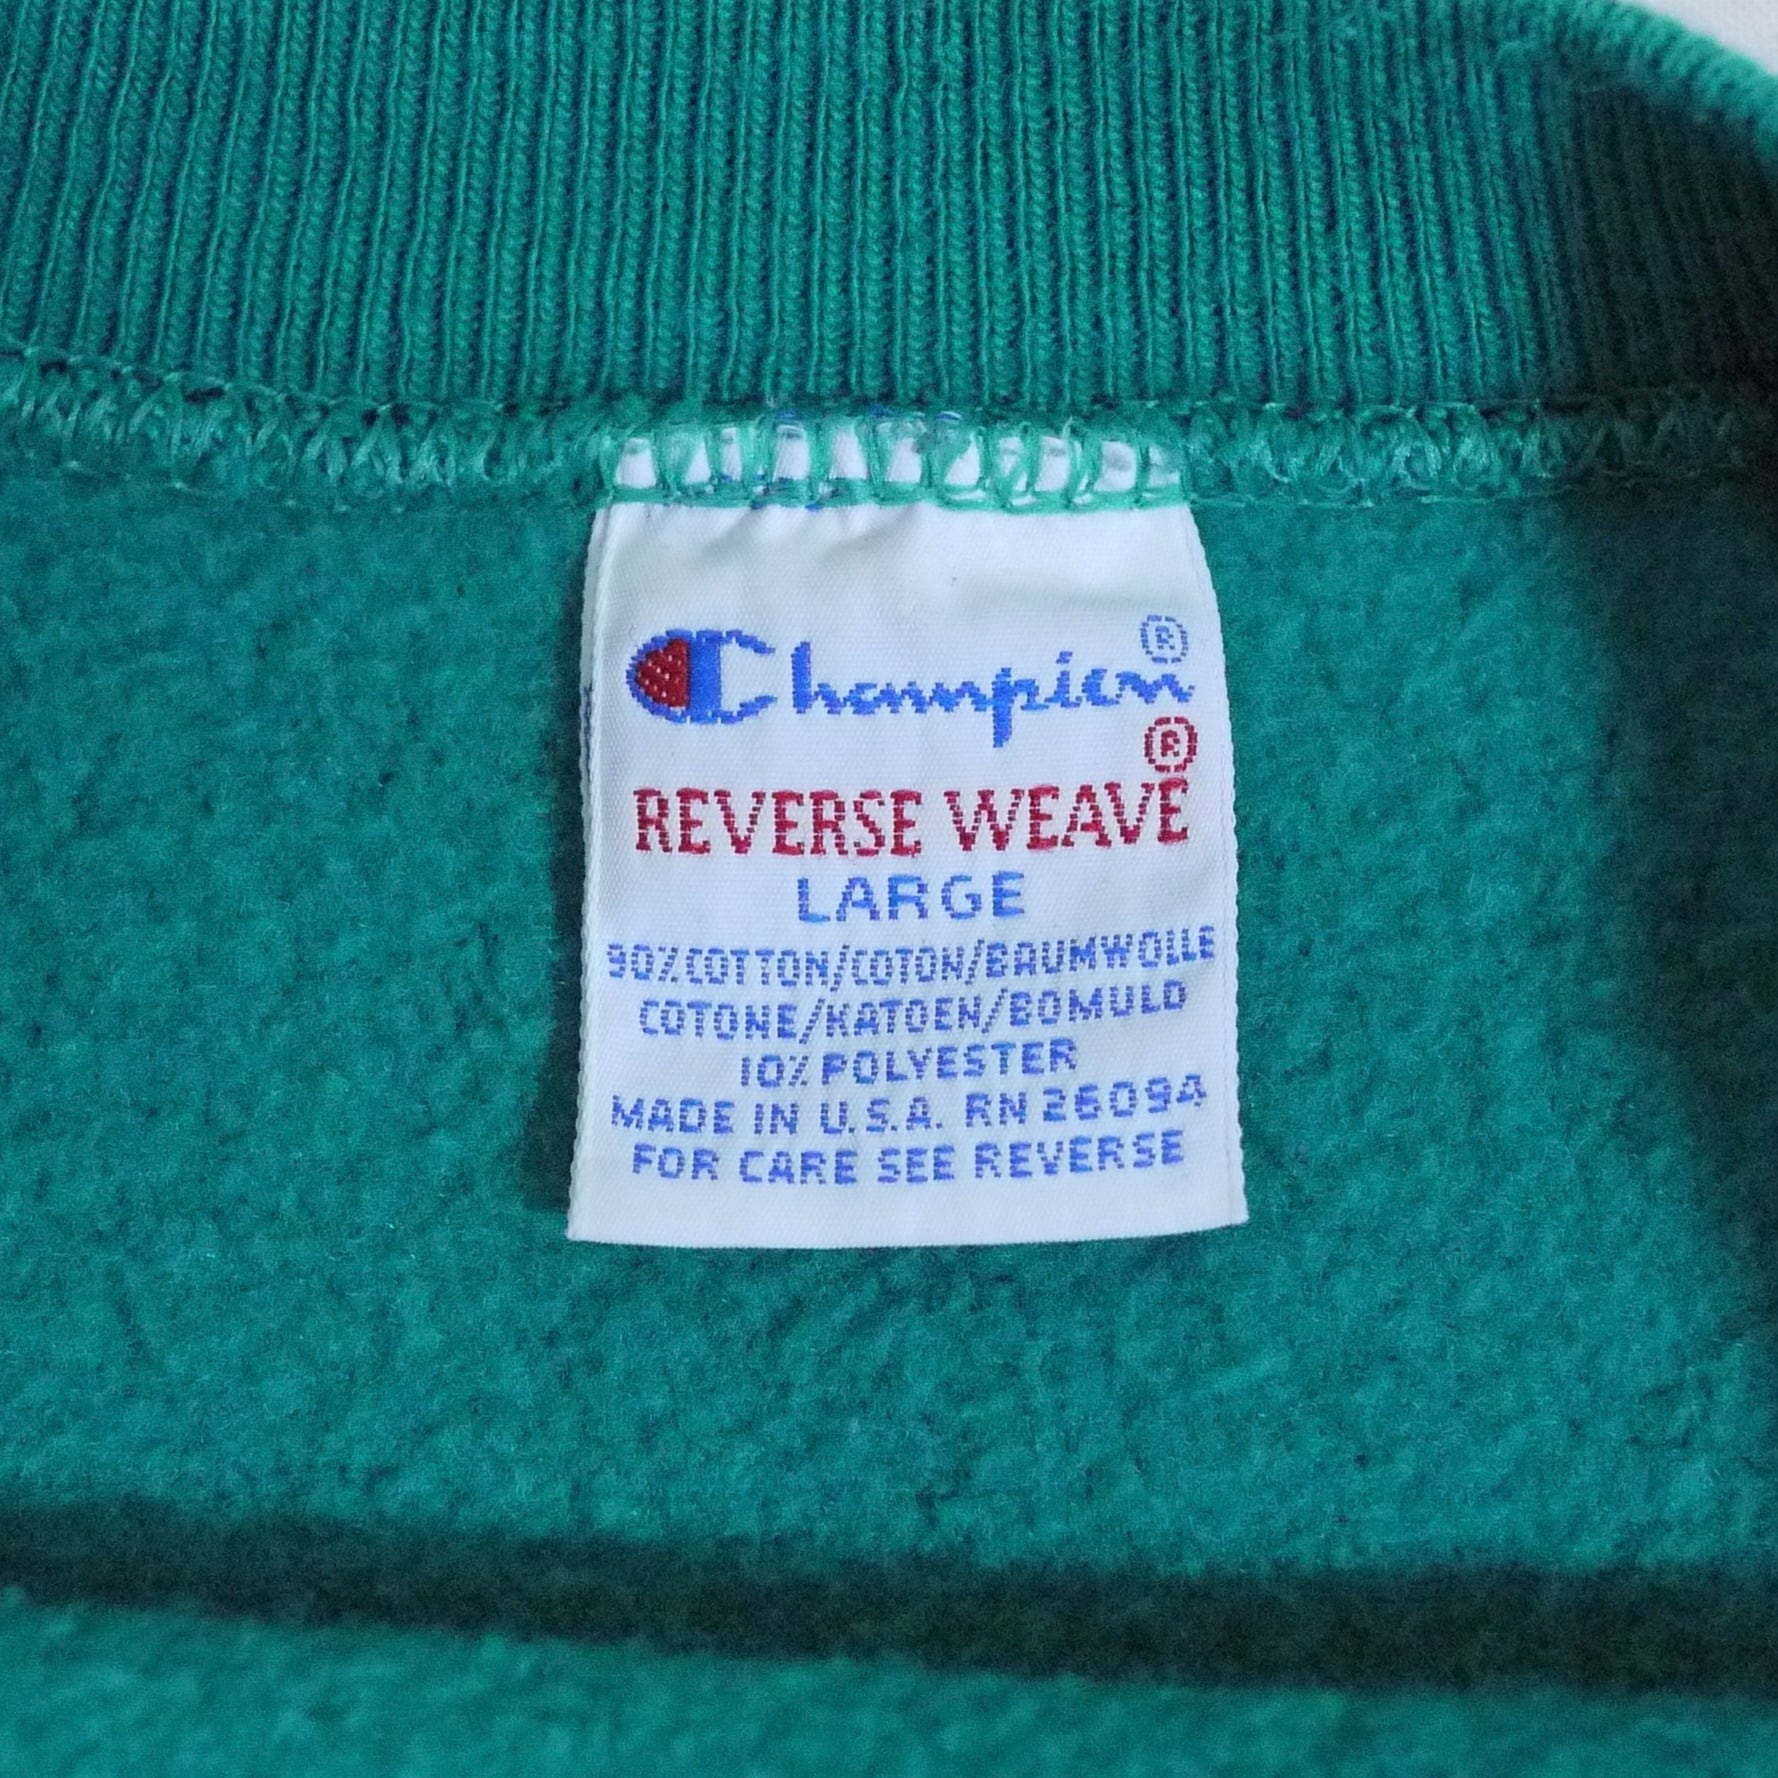 Champion®
REVERSE WEAVE®
LARGE
90% COTTON/COTON/BAUMWOLLE
COTONE/KATOEN/BOMULD
10% POLYESTER
MADE IN U.S.A. RN 26094
FOR CARE SEE REVERSE